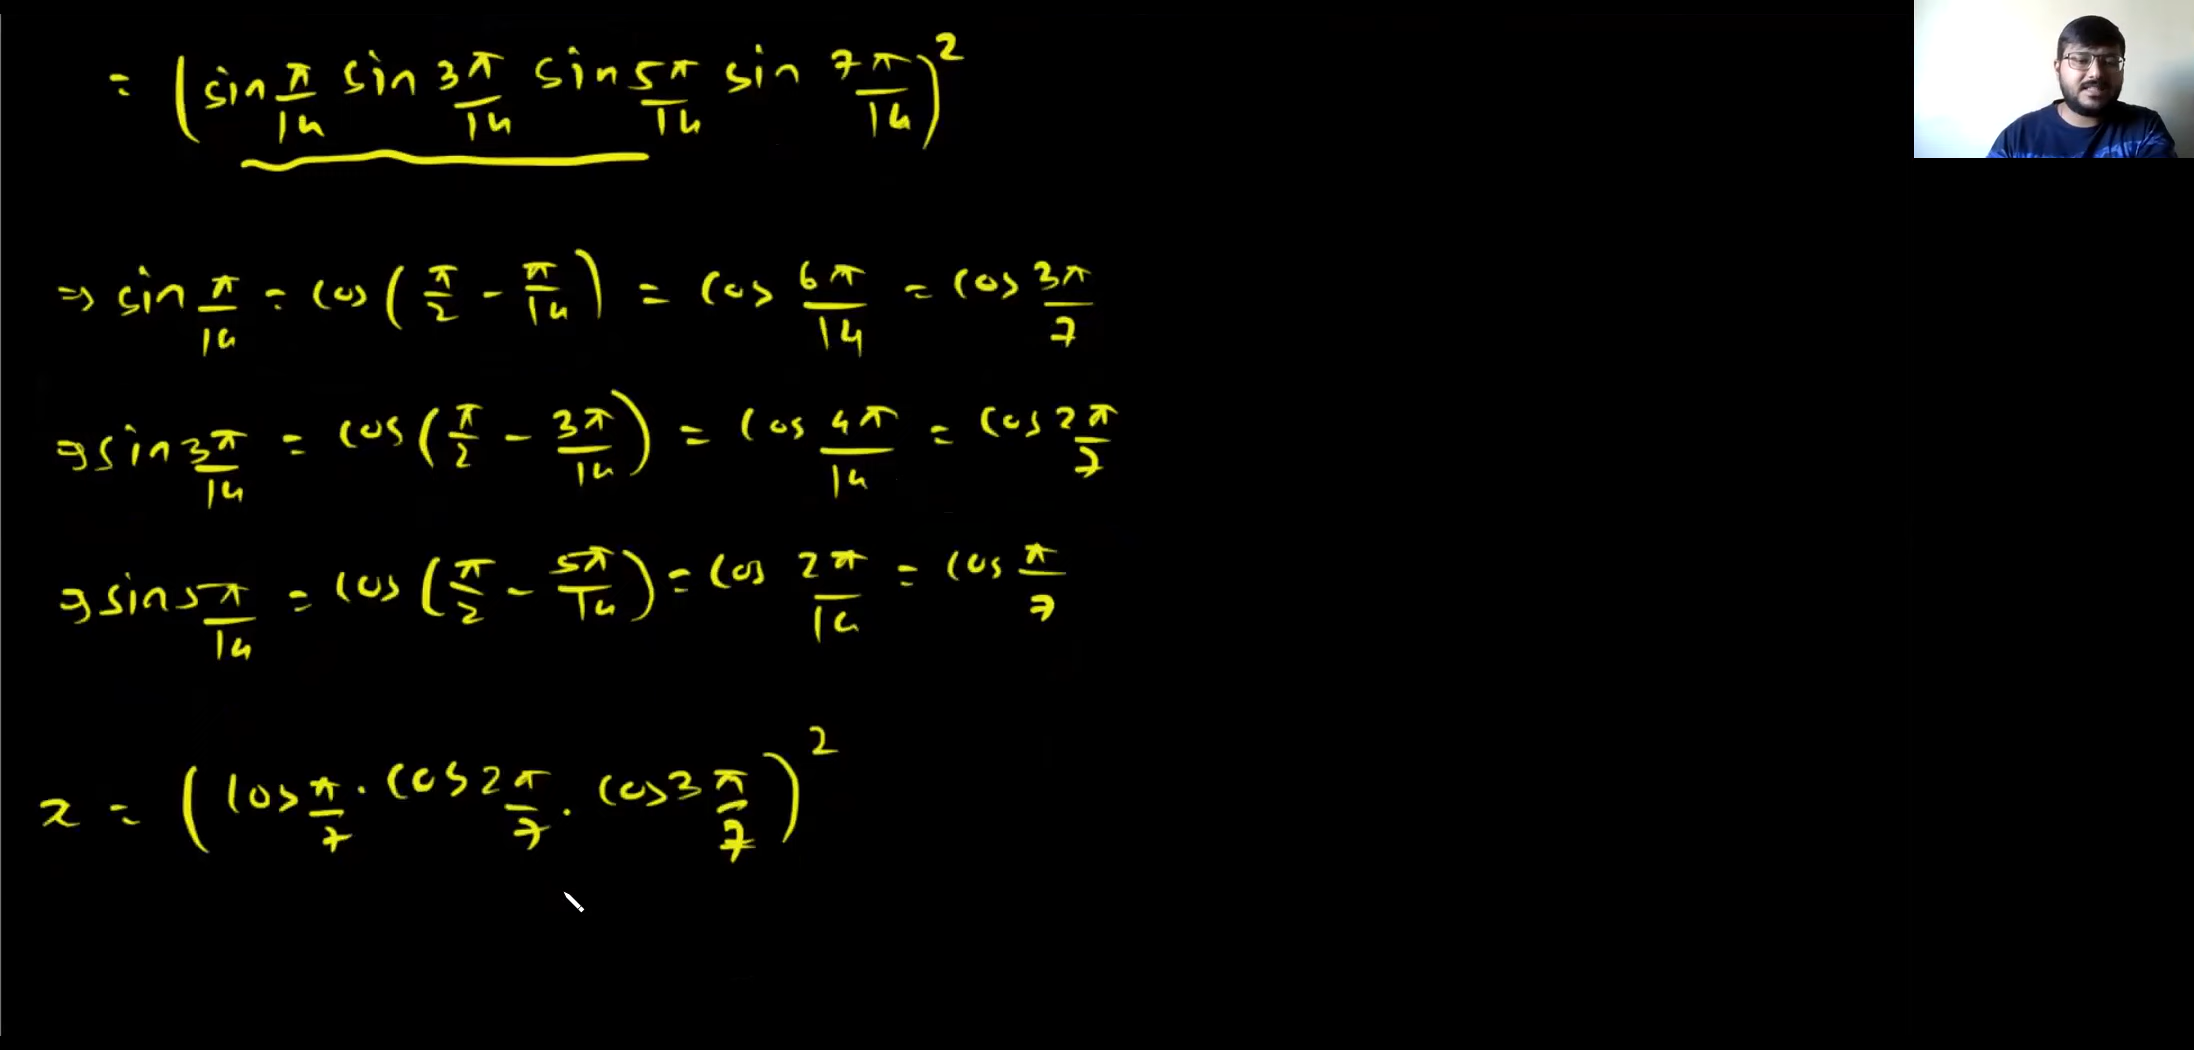 = (sin π/14 sin 3π/14 sin 5π/14 sin 7π/14)²
⇒ sin π/14 = cos(π/2 - π/14) = cos 6π/14 = cos 3π/7
⇒ sin 3π/14 = cos(π/2 - 3π/14) = cos 4π/14 = cos 2π/7
⇒ sin 5π/14 = cos(π/2 - 5π/14) = cos 2π/14 = cos π/7
x = (cos π/7 · cos 2π/7 · cos 3π/7)²